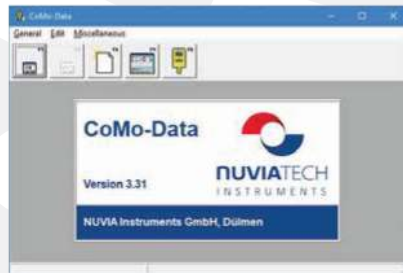 CoMo-Data
General Edit Miscellaneous
CoMo-Data
NUVIATECH
INSTRUMENTS
Version 3.31
NUVIA Instruments GmbH, Dülmen